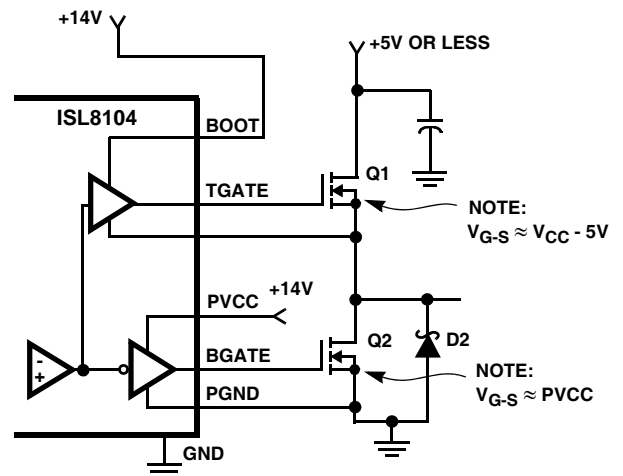 +14V
+5V OR LESS
ISL8104
BOOT
Q1
TGATE
NOTE:
VG-S ≈ VCC - 5V
PVCC
+14V
BGATE
Q2
D2
- +
PGND
NOTE:
VG-S ≈ PVCC
GND